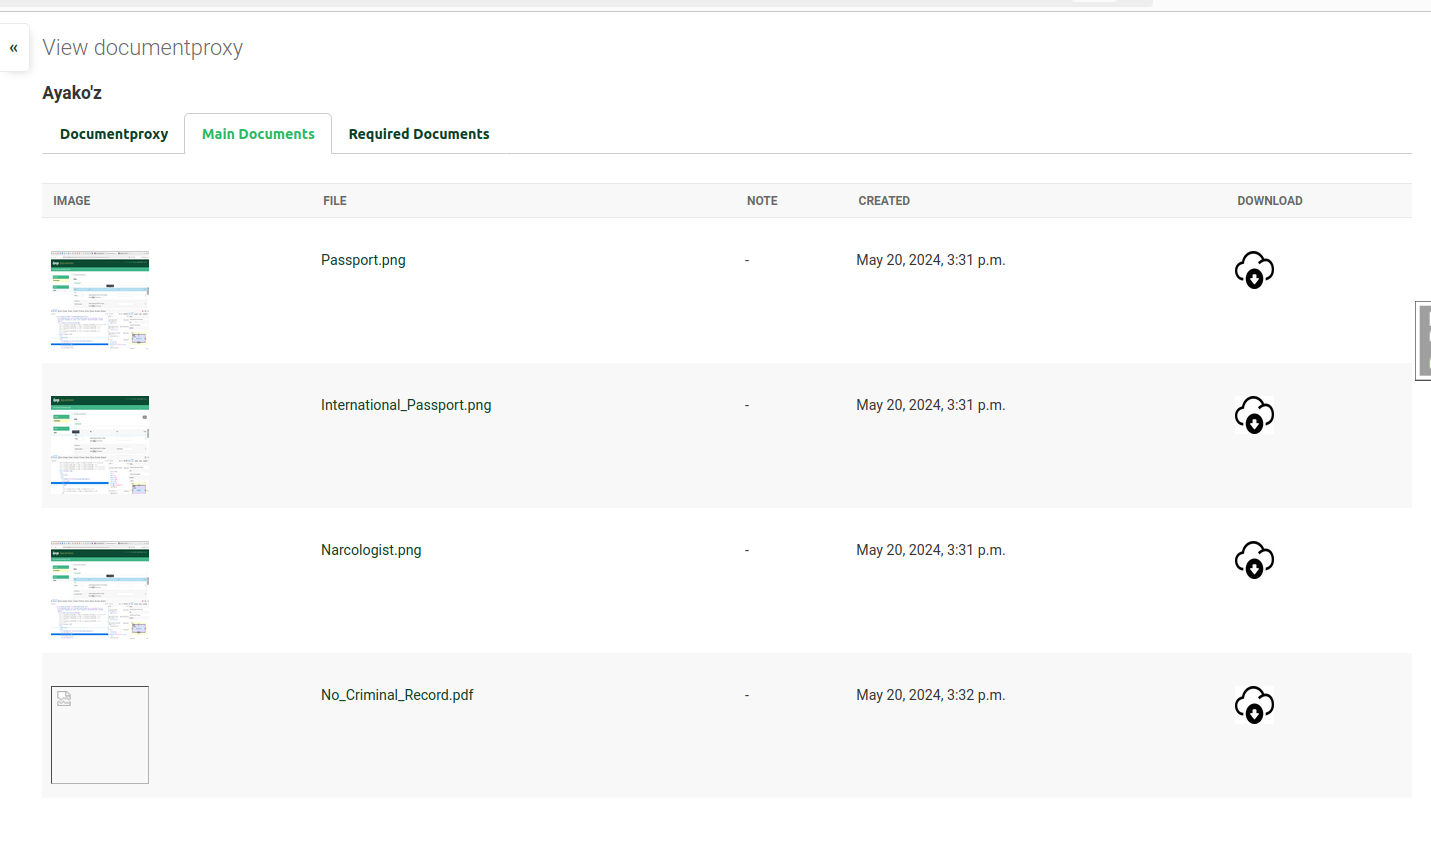 «
View documentproxy
Ayako'z
Documentproxy Main Documents Required Documents
IMAGE FILE NOTE CREATED DOWNLOAD
Passport.png - May 20, 2024, 3:31 p.m.
International_Passport.png - May 20, 2024, 3:31 p.m.
Narcologist.png - May 20, 2024, 3:31 p.m.
No_Criminal_Record.pdf - May 20, 2024, 3:32 p.m.